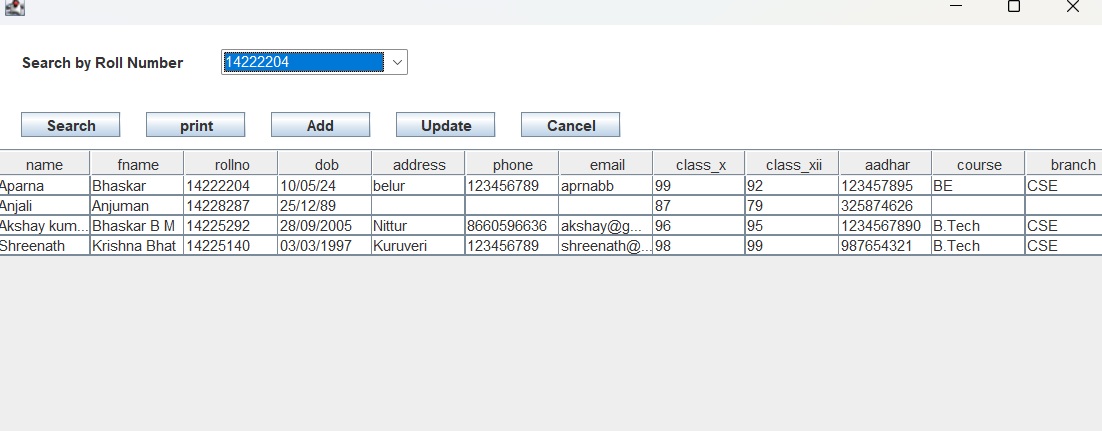 Search by Roll Number 14222204
Search print Add Update Cancel
name fname rollno dob address phone email class_x class_xii aadhar course branch
Aparna Bhaskar 14222204 10/05/24 belur 123456789 aprnabb 99 92 123457895 BE CSE
Anjali Anjuman 14228287 25/12/89 87 79 325874626
Akshay kum... Bhaskar B M 14225292 28/09/2005 Nittur 8660596636 akshay@g... 96 95 1234567890 B.Tech CSE
Shreenath Krishna Bhat 14225140 03/03/1997 Kuruveri 123456789 shreenath@... 98 99 987654321 B.Tech CSE